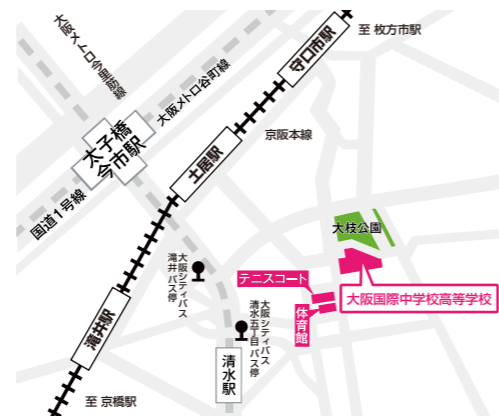 至 枚方市駅
守口市駅
大阪メトロ今里筋線
大阪メトロ谷町線
京阪本線
太子橋
今市駅
土居駅
国道1号線
大枝公園
大阪シティバス
滝井バス停
テニスコート
大阪国際中学校高等学校
体育館
大阪シティバス
清水五丁目バス停
滝井駅
清水駅
至 京橋駅